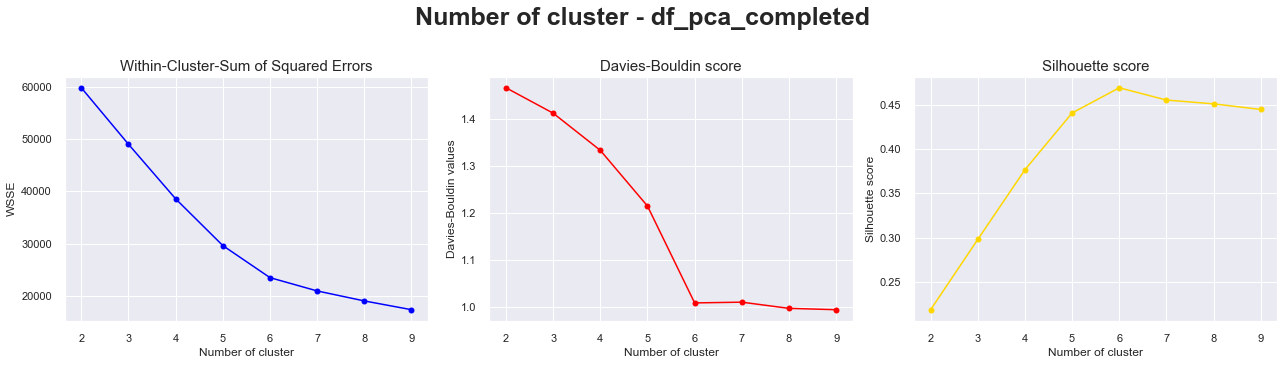 Number of cluster - df_pca_completed
Within-Cluster-Sum of Squared Errors
WSSE
60000
50000
40000
30000
20000
2 3 4 5 6 7 8 9
Number of cluster
Davies-Bouldin score
Davies-Bouldin values
1.4
1.3
1.2
1.1
1.0
2 3 4 5 6 7 8 9
Number of cluster
Silhouette score
Silhouette score
0.45
0.40
0.35
0.30
0.25
2 3 4 5 6 7 8 9
Number of cluster